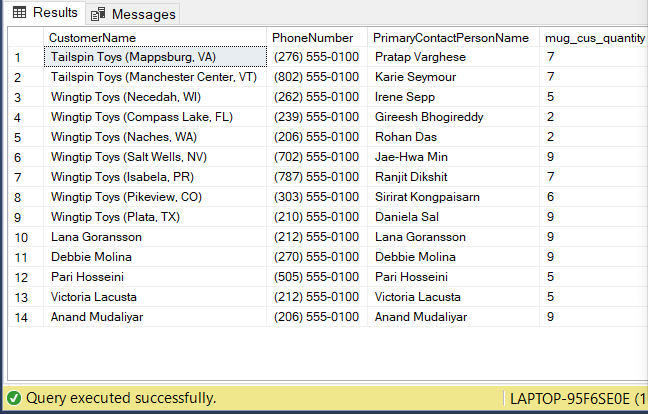 Results Messages
CustomerName PhoneNumber PrimaryContactPersonName mug_cus_quantity
1 Tailspin Toys (Mappsburg, VA) (276) 555-0100 Pratap Varghese 7
2 Tailspin Toys (Manchester Center, VT) (802) 555-0100 Karie Seymour 7
3 Wingtip Toys (Necedah, WI) (262) 555-0100 Irene Sepp 5
4 Wingtip Toys (Compass Lake, FL) (239) 555-0100 Gireesh Bhogireddy 2
5 Wingtip Toys (Naches, WA) (206) 555-0100 Rohan Das 2
6 Wingtip Toys (Salt Wells, NV) (702) 555-0100 Jae-Hwa Min 9
7 Wingtip Toys (Isabela, PR) (787) 555-0100 Ranjit Dikshit 7
8 Wingtip Toys (Pikeview, CO) (303) 555-0100 Sirirat Kongpaisarn 6
9 Wingtip Toys (Plata, TX) (210) 555-0100 Daniela Sal 9
10 Lana Goransson (212) 555-0100 Lana Goransson 9
11 Debbie Molina (270) 555-0100 Debbie Molina 9
12 Pari Hosseini (505) 555-0100 Pari Hosseini 5
13 Victoria Lacusta (212) 555-0100 Victoria Lacusta 5
14 Anand Mudaliyar (206) 555-0100 Anand Mudaliyar 9
Query executed successfully. LAPTOP-95F6SE0E (1